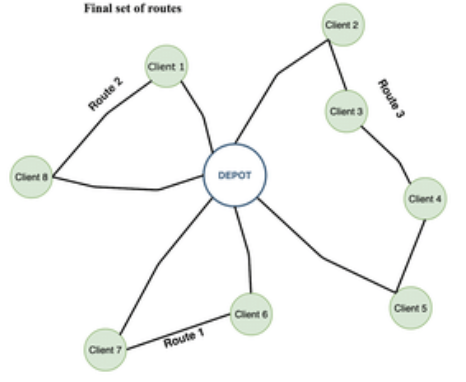 Final set of routes
Client 2
Client 1
Route 2
Client 3
Route 3
DEPOT
Client 8
Client 4
Client 5
Client 6
Route 1
Client 7